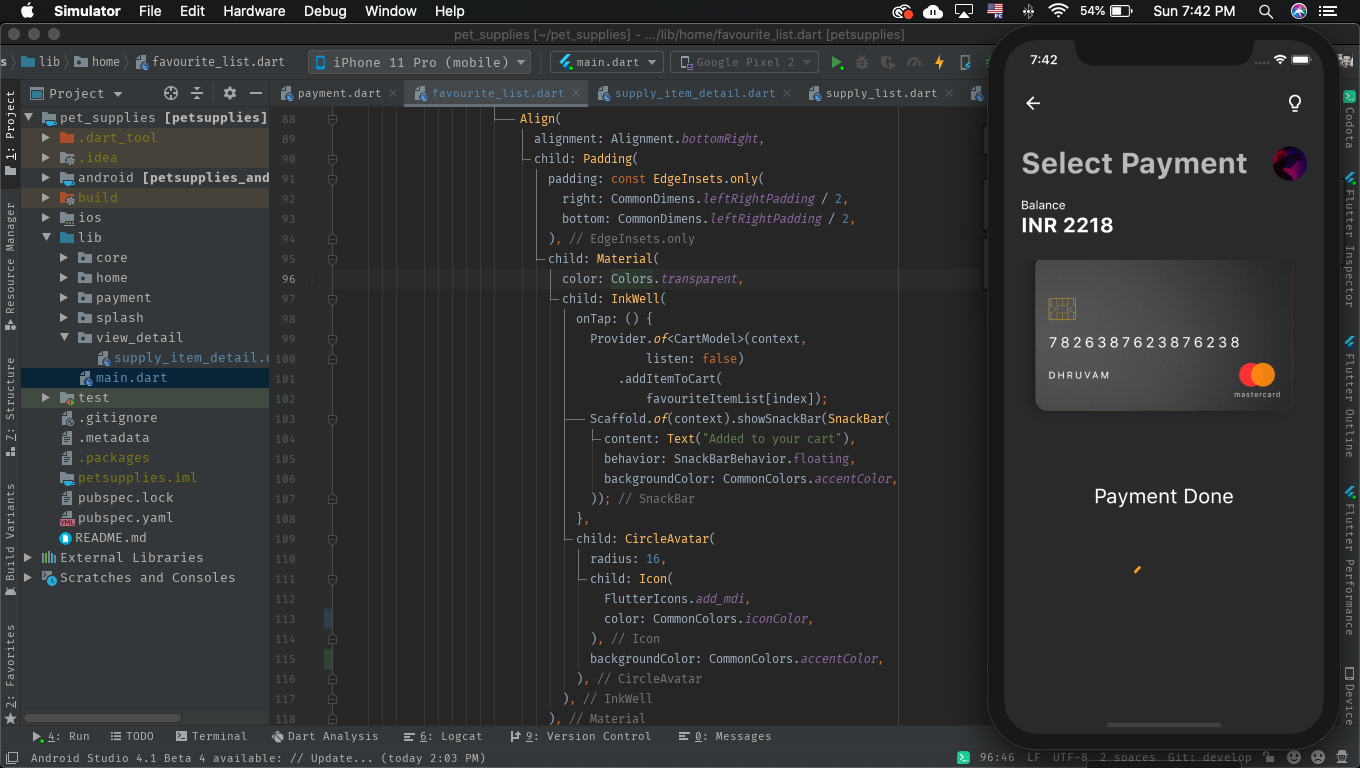 Simulator File Edit Hardware Debug Window Help 54% Sun 7:42 PM
pet_supplies [~/pet_supplies] - .../lib/home/favourite_list.dart [petsupplies]
s lib home favourite_list.dart iPhone 11 Pro (mobile) main.dart Google Pixel 2
Project payment.dart favourite_list.dart supply_item_detail.dart supply_list.dart
1: Project
Resource Manager
7: Structure
Build Variants
2: Favorites
pet_supplies [petsupplies]
.dart_tool
.idea
android [petsupplies_and
build
ios
lib
core
home
payment
splash
view_detail
supply_item_detail.d
main.dart
test
.gitignore
.metadata
.packages
petsupplies.iml
pubspec.lock
pubspec.yaml
README.md
External Libraries
Scratches and Consoles
88 Align(
89 alignment: Alignment.bottomRight,
90 child: Padding(
91 padding: const EdgeInsets.only(
92 right: CommonDimens.leftRightPadding / 2,
93 bottom: CommonDimens.leftRightPadding / 2,
94 ), // EdgeInsets.only
95 child: Material(
96 color: Colors.transparent,
97 child: InkWell(
98 onTap: () {
99 Provider.of<CartModel>(context,
100 listen: false)
101 .addItemToCart(
102 favouriteItemList[index]);
103 Scaffold.of(context).showSnackBar(SnackBar(
104 content: Text("Added to your cart"),
105 behavior: SnackBarBehavior.floating,
106 backgroundColor: CommonColors.accentColor,
107 )); // SnackBar
108 },
109 child: CircleAvatar(
110 radius: 16,
111 child: Icon(
112 FlutterIcons.add_mdi,
113 color: CommonColors.iconColor,
114 ), // Icon
115 backgroundColor: CommonColors.accentColor,
116 ), // CircleAvatar
117 ), // InkWell
118 ), // Material
7:42
Select Payment
Balance
INR 2218
7826387623876238
DHRUVAM
mastercard
Payment Done
Codota
Flutter Inspector
Flutter Outline
Flutter Performance
Device
4: Run TODO Terminal Dart Analysis 6: Logcat 9: Version Control 0: Messages
Android Studio 4.1 Beta 4 available: // Update... (today 2:03 PM) 96:46 LF UTF-8 2 spaces Git: develop